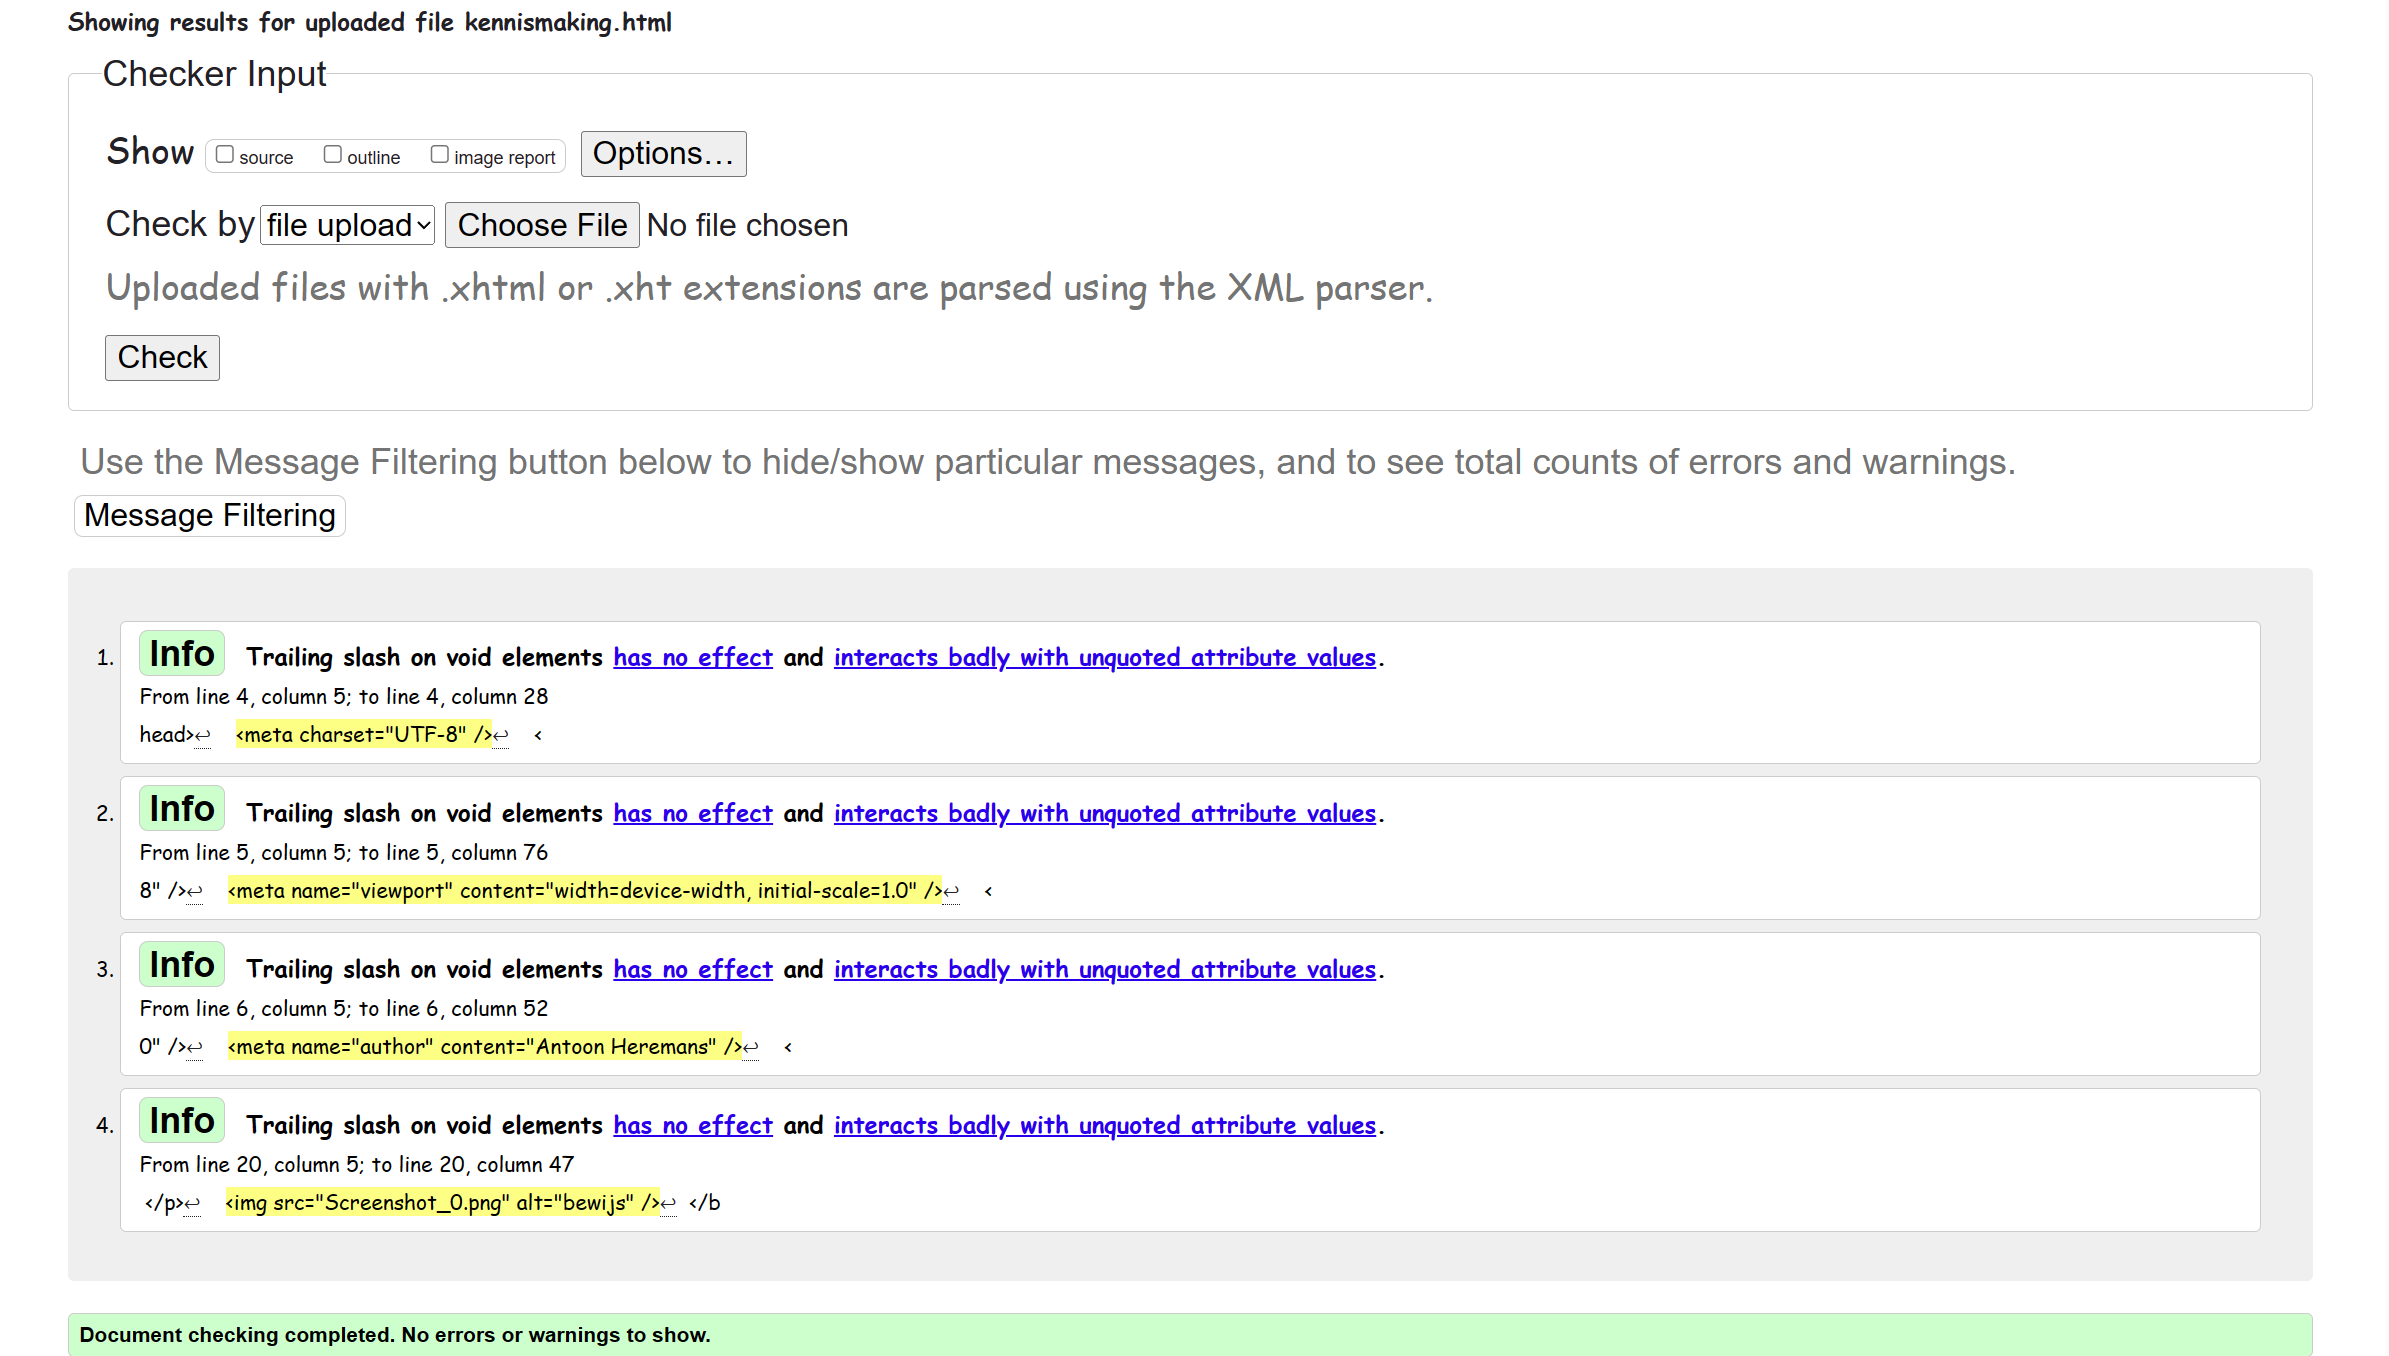 Showing results for uploaded file kennismaking.html
Checker Input
Show source outline image report Options...
Check by file upload Choose File No file chosen
Uploaded files with .xhtml or .xht extensions are parsed using the XML parser.
Check
Use the Message Filtering button below to hide/show particular messages, and to see total counts of errors and warnings.
Message Filtering
1. Info Trailing slash on void elements has no effect and interacts badly with unquoted attribute values.
From line 4, column 5; to line 4, column 28
head>↩ <meta charset="UTF-8" />↩ <
2. Info Trailing slash on void elements has no effect and interacts badly with unquoted attribute values.
From line 5, column 5; to line 5, column 76
8" />↩ <meta name="viewport" content="width=device-width, initial-scale=1.0" />↩ <
3. Info Trailing slash on void elements has no effect and interacts badly with unquoted attribute values.
From line 6, column 5; to line 6, column 52
0" />↩ <meta name="author" content="Antoon Heremans" />↩ <
4. Info Trailing slash on void elements has no effect and interacts badly with unquoted attribute values.
From line 20, column 5; to line 20, column 47
</p>↩ <img src="Screenshot_0.png" alt="bewijs" />↩ </b
Document checking completed. No errors or warnings to show.